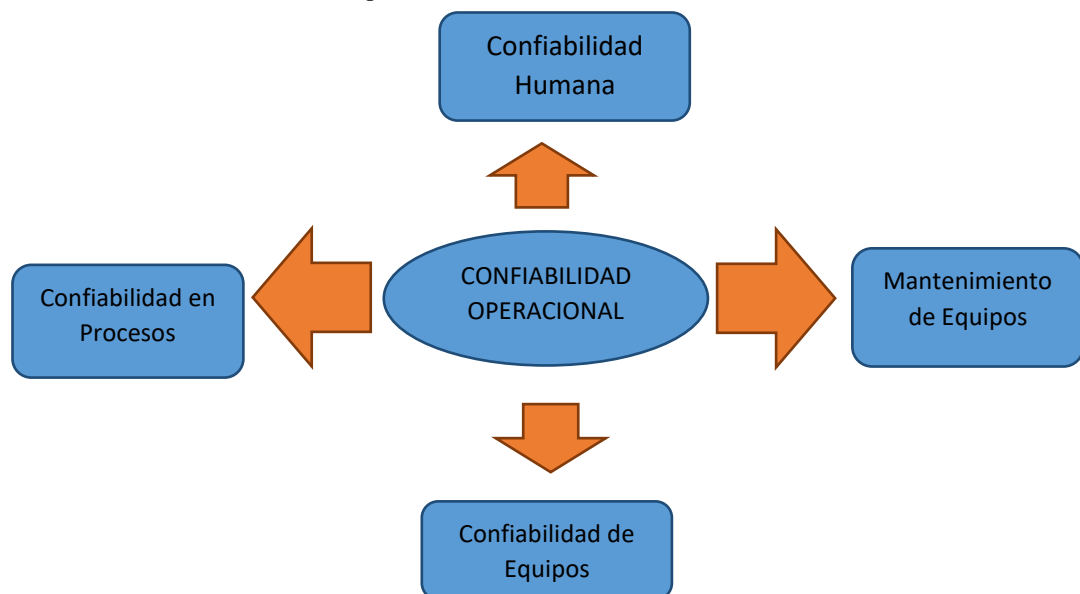 Confiabilidad
Humana
CONFIABILIDAD
OPERACIONAL
Confiabilidad en
Procesos
Mantenimiento
de Equipos
Confiabilidad de
Equipos